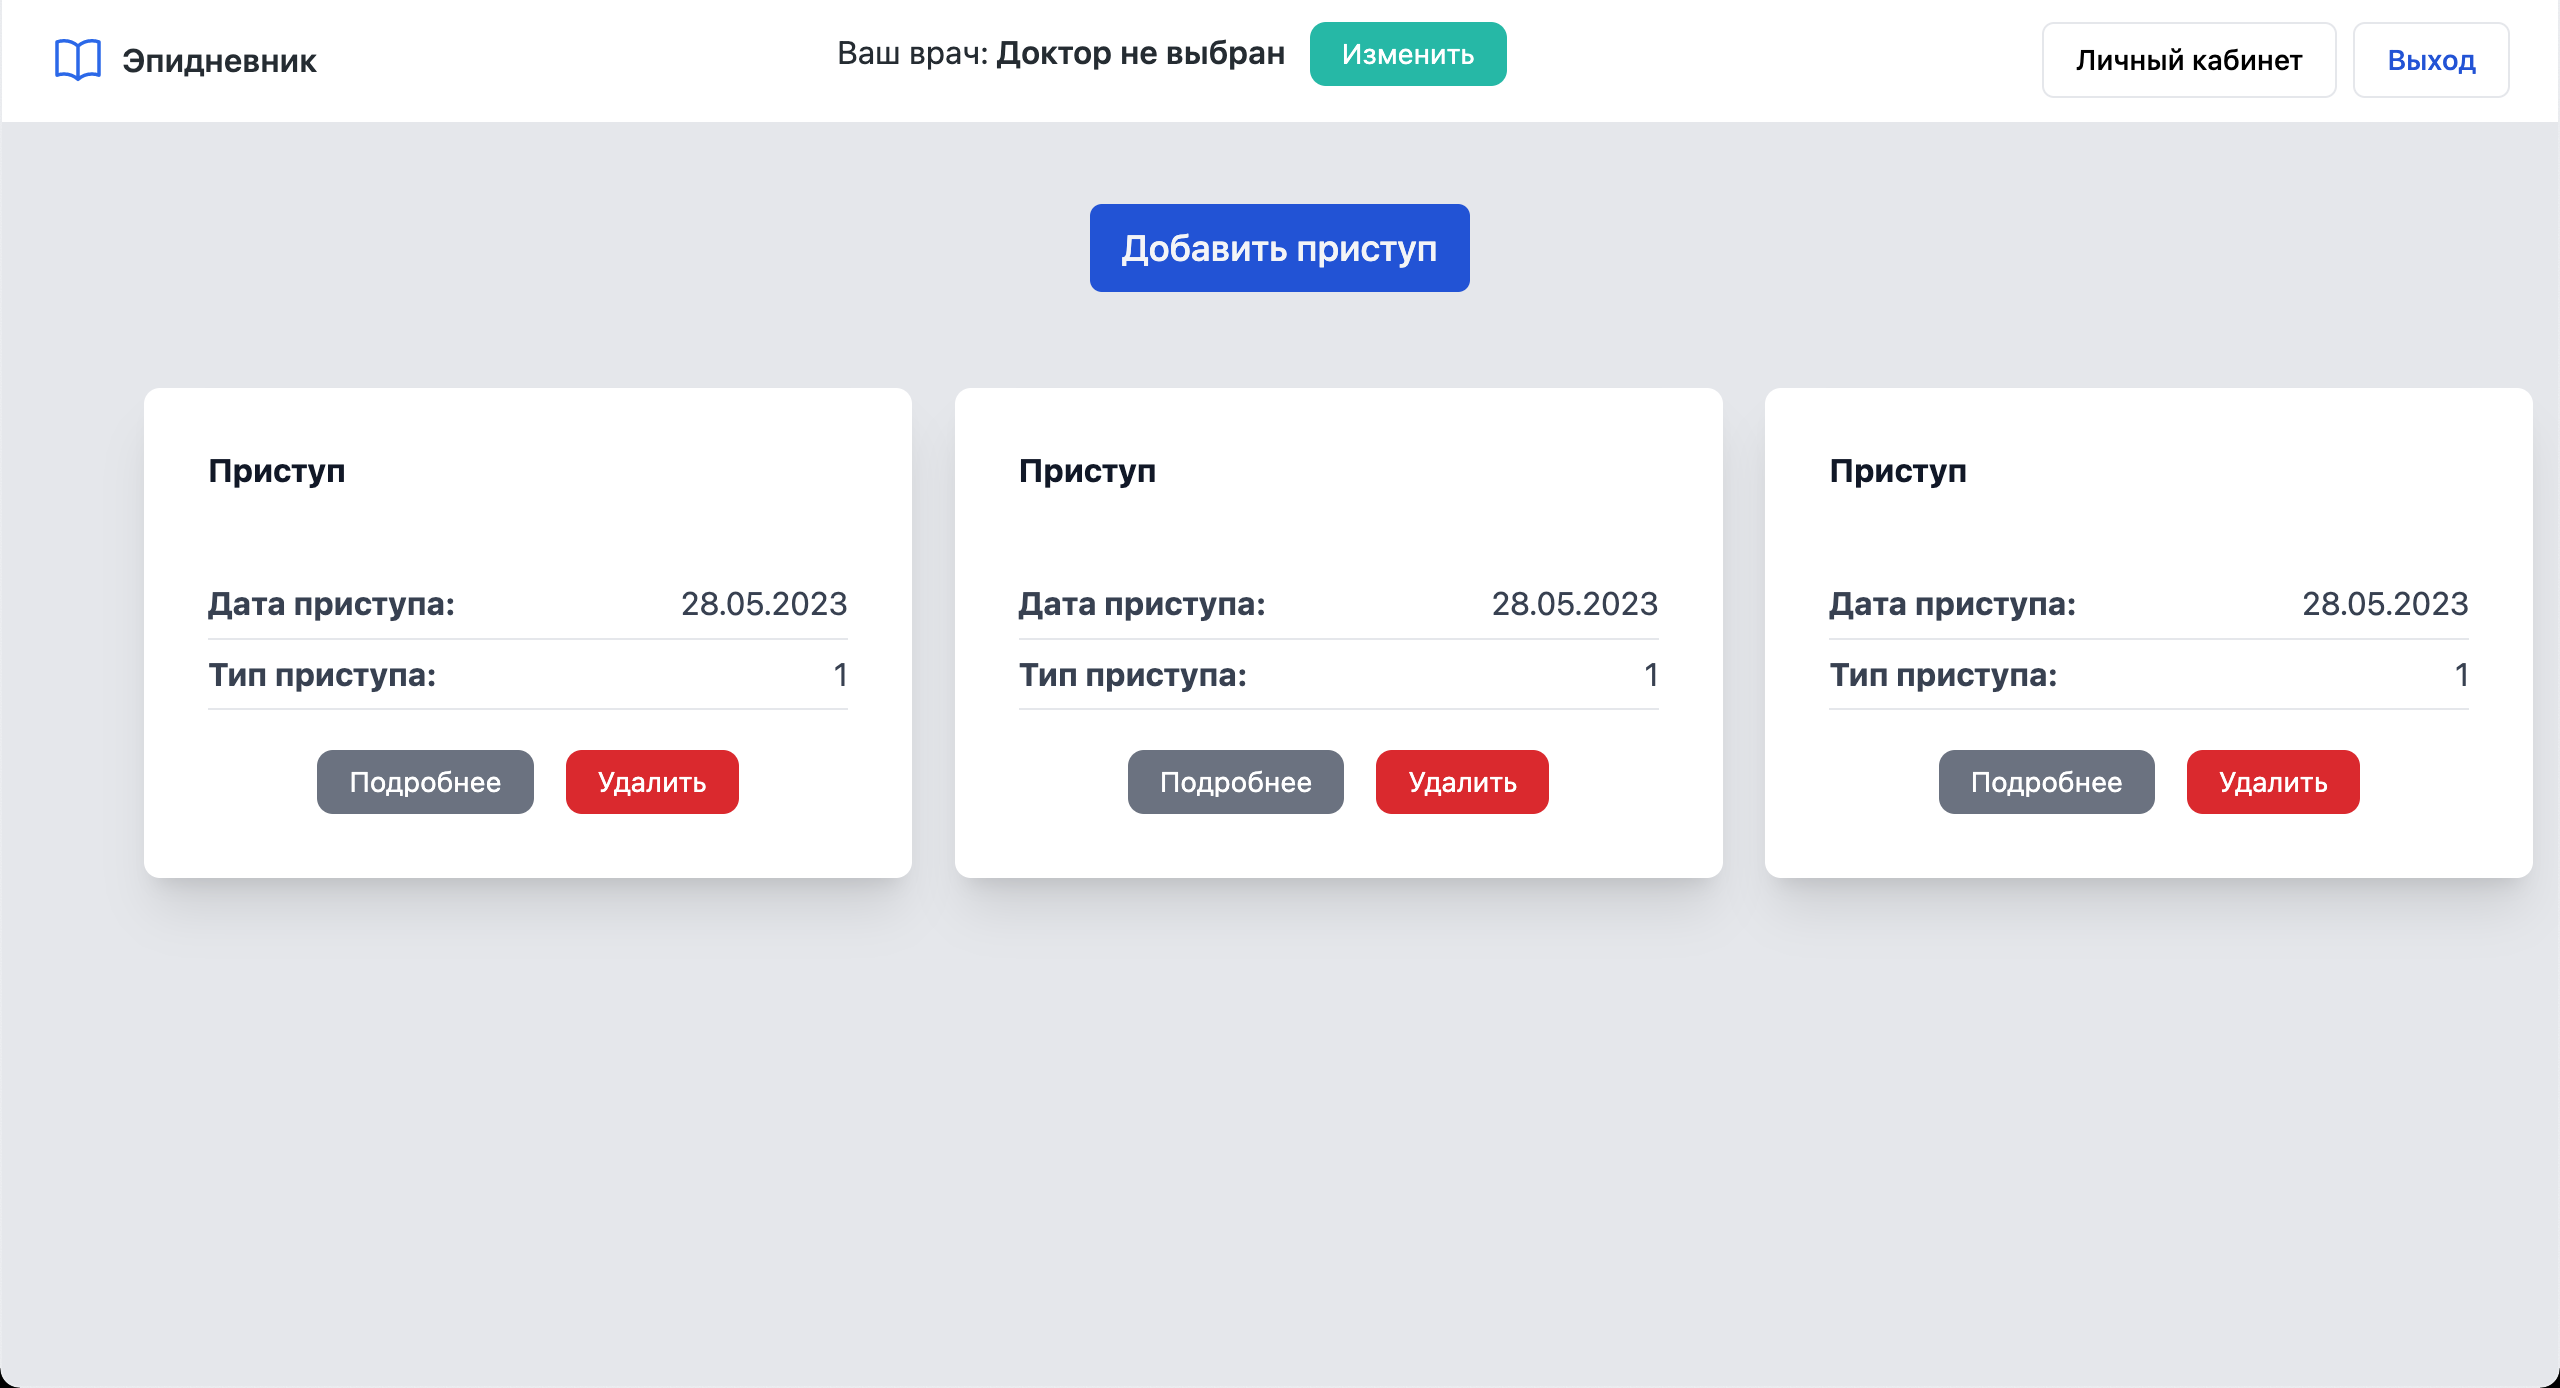 Эпидневник
Ваш врач: Доктор не выбран
Изменить
Личный кабинет
Выход
Добавить приступ
Приступ
Дата приступа: 28.05.2023
Тип приступа: 1
Подробнее
Удалить
Приступ
Дата приступа: 28.05.2023
Тип приступа: 1
Подробнее
Удалить
Приступ
Дата приступа: 28.05.2023
Тип приступа: 1
Подробнее
Удалить